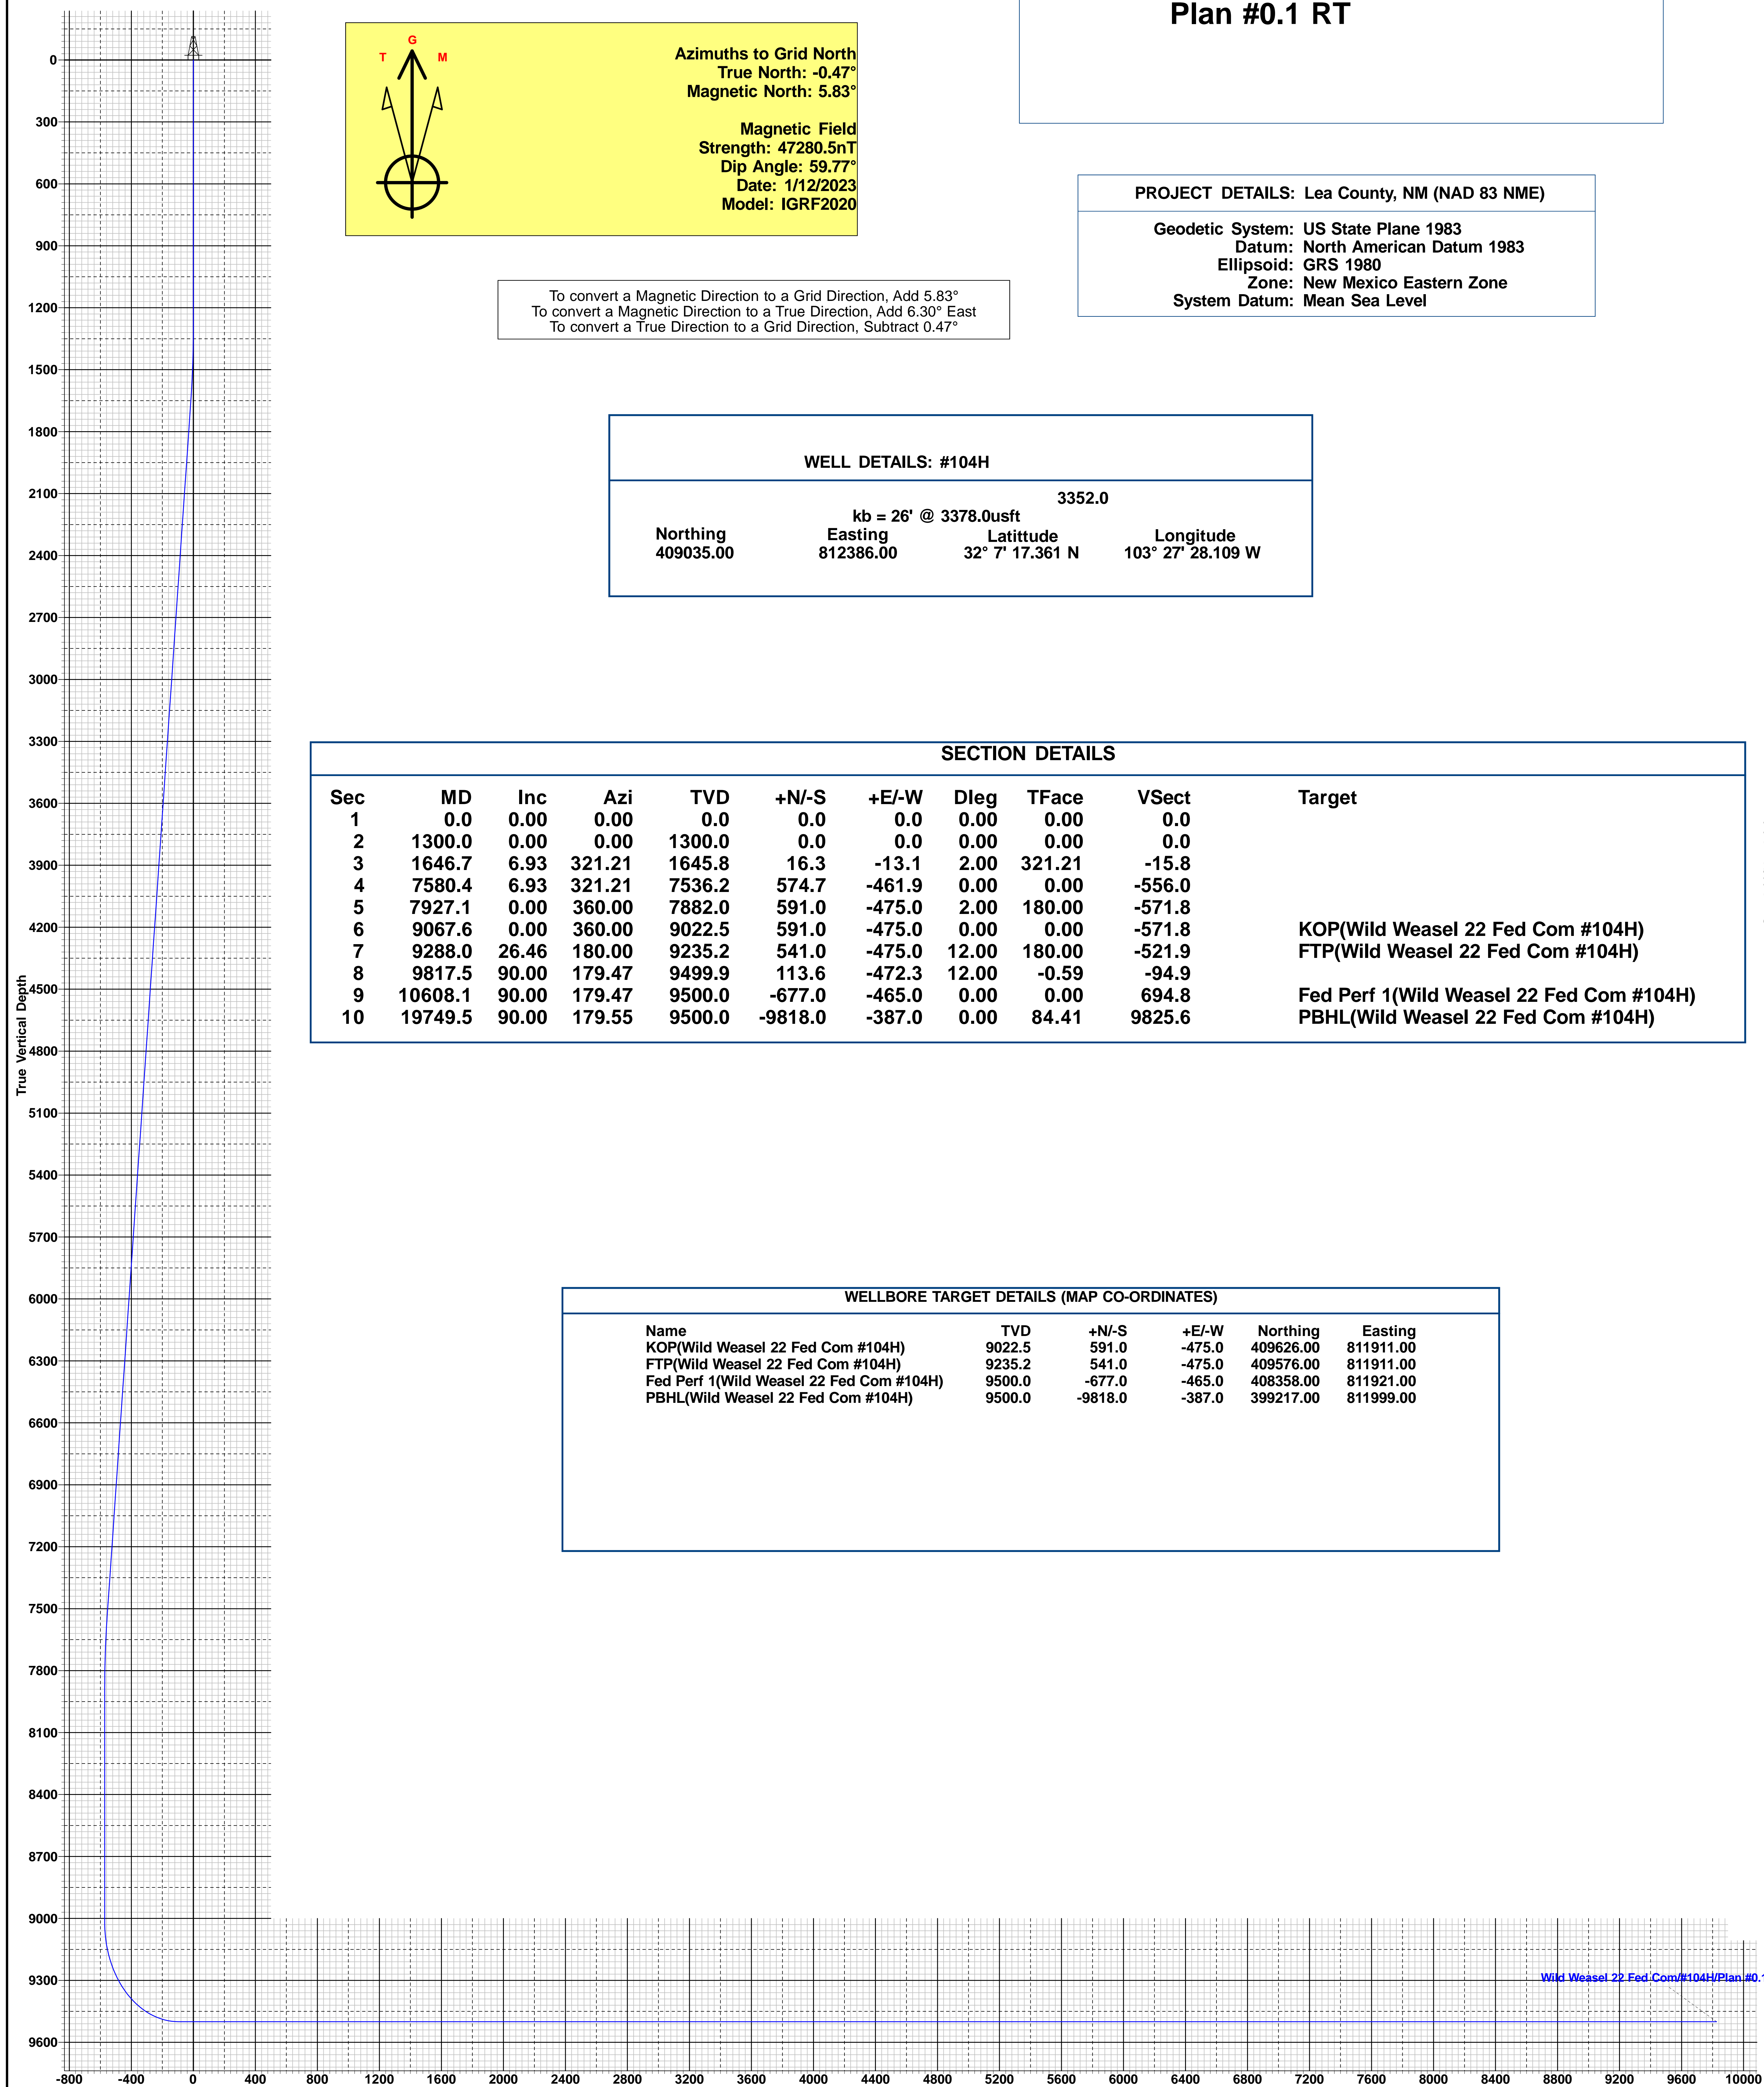 Plan #0.1 RT
T G M
Azimuths to Grid North
True North: -0.47°
Magnetic North: 5.83°
Magnetic Field
Strength: 47280.5nT
Dip Angle: 59.77°
Date: 1/12/2023
Model: IGRF2020
PROJECT DETAILS: Lea County, NM (NAD 83 NME)
Geodetic System: US State Plane 1983
Datum: North American Datum 1983
Ellipsoid: GRS 1980
Zone: New Mexico Eastern Zone
System Datum: Mean Sea Level
To convert a Magnetic Direction to a Grid Direction, Add 5.83°
To convert a Magnetic Direction to a True Direction, Add 6.30° East
To convert a True Direction to a Grid Direction, Subtract 0.47°
WELL DETAILS: #104H
3352.0
kb = 26' @ 3378.0usft
Northing Easting Latittude Longitude
409035.00 812386.00 32° 7' 17.361 N 103° 27' 28.109 W
SECTION DETAILS
Sec MD Inc Azi TVD +N/-S +E/-W Dleg TFace VSect Target
1 0.0 0.00 0.00 0.0 0.0 0.0 0.00 0.00 0.0
2 1300.0 0.00 0.00 1300.0 0.0 0.0 0.00 0.00 0.0
3 1646.7 6.93 321.21 1645.8 16.3 -13.1 2.00 321.21 -15.8
4 7580.4 6.93 321.21 7536.2 574.7 -461.9 0.00 0.00 -556.0
5 7927.1 0.00 360.00 7882.0 591.0 -475.0 2.00 180.00 -571.8
6 9067.6 0.00 360.00 9022.5 591.0 -475.0 0.00 0.00 -571.8 KOP(Wild Weasel 22 Fed Com #104H)
7 9288.0 26.46 180.00 9235.2 541.0 -475.0 12.00 180.00 -521.9 FTP(Wild Weasel 22 Fed Com #104H)
8 9817.5 90.00 179.47 9499.9 113.6 -472.3 12.00 -0.59 -94.9
9 10608.1 90.00 179.47 9500.0 -677.0 -465.0 0.00 0.00 694.8 Fed Perf 1(Wild Weasel 22 Fed Com #104H)
10 19749.5 90.00 179.55 9500.0 -9818.0 -387.0 0.00 84.41 9825.6 PBHL(Wild Weasel 22 Fed Com #104H)
WELLBORE TARGET DETAILS (MAP CO-ORDINATES)
Name TVD +N/-S +E/-W Northing Easting
KOP(Wild Weasel 22 Fed Com #104H) 9022.5 591.0 -475.0 409626.00 811911.00
FTP(Wild Weasel 22 Fed Com #104H) 9235.2 541.0 -475.0 409576.00 811911.00
Fed Perf 1(Wild Weasel 22 Fed Com #104H) 9500.0 -677.0 -465.0 408358.00 811921.00
PBHL(Wild Weasel 22 Fed Com #104H) 9500.0 -9818.0 -387.0 399217.00 811999.00
True Vertical Depth
0
300
600
900
1200
1500
1800
2100
2400
2700
3000
3300
3600
3900
4200
4500
4800
5100
5400
5700
6000
6300
6600
6900
7200
7500
7800
8100
8400
8700
9000
9300
9600
Wild Weasel 22 Fed Com/#104H/Plan #0.1
-800 -400 0 400 800 1200 1600 2000 2400 2800 3200 3600 4000 4400 4800 5200 5600 6000 6400 6800 7200 7600 8000 8400 8800 9200 9600 10000